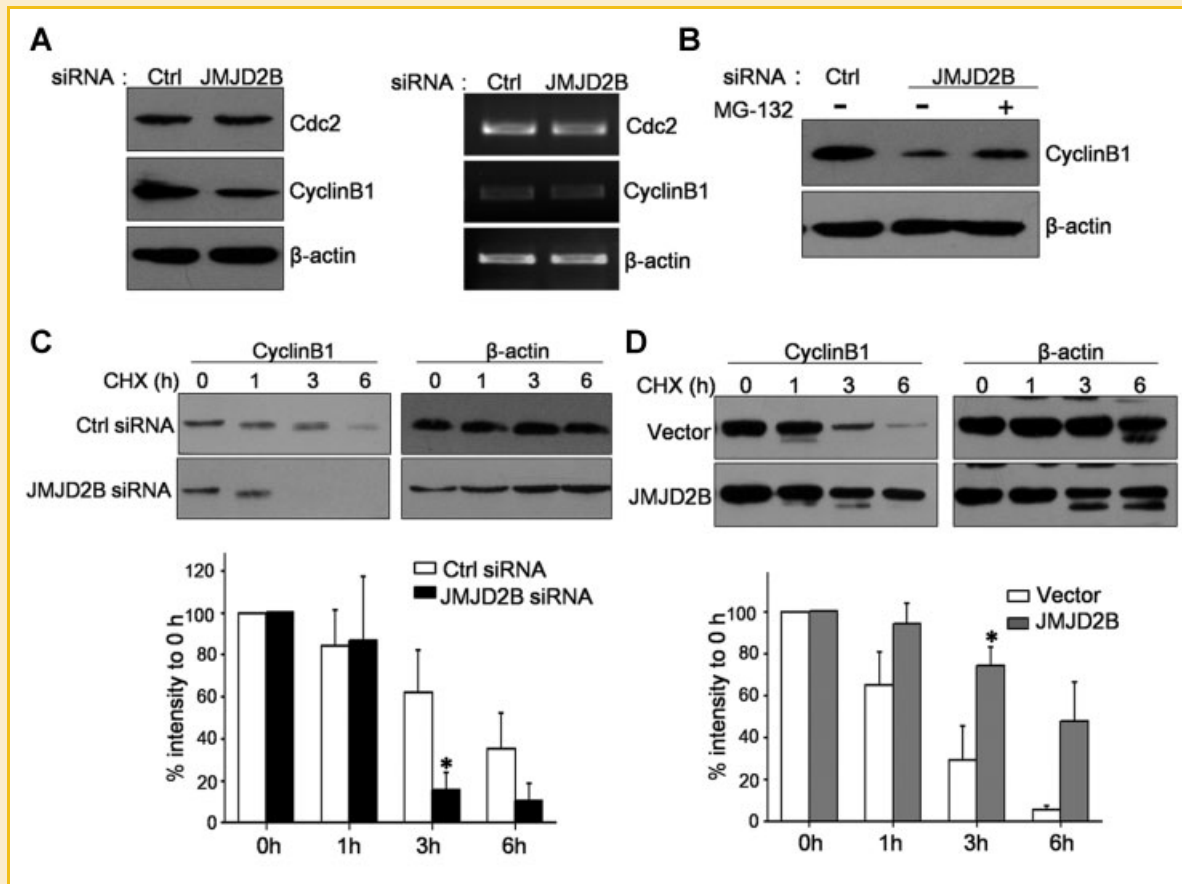 A
siRNA : Ctrl JMJD2B
Cdc2
CyclinB1
β-actin
siRNA : Ctrl JMJD2B
Cdc2
CyclinB1
β-actin
B
siRNA : Ctrl JMJD2B
MG-132 - - +
CyclinB1
β-actin
C
CyclinB1 β-actin
CHX (h) 0 1 3 6 0 1 3 6
Ctrl siRNA
JMJD2B siRNA
Ctrl siRNA
JMJD2B siRNA
% intensity to 0 h
120
100
80
60
40
20
0
*
0h 1h 3h 6h
D
CyclinB1 β-actin
CHX (h) 0 1 3 6 0 1 3 6
Vector
JMJD2B
Vector
JMJD2B
% intensity to 0 h
100
80
60
40
20
0
*
0h 1h 3h 6h